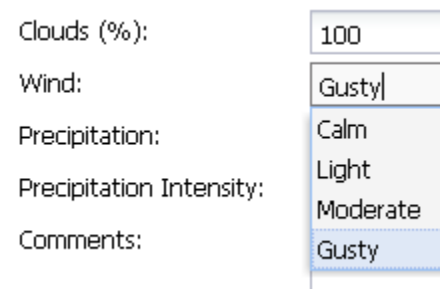 Clouds (%): 100
Wind: Gusty
Precipitation: Calm
Light
Precipitation Intensity: Moderate
Comments: Gusty